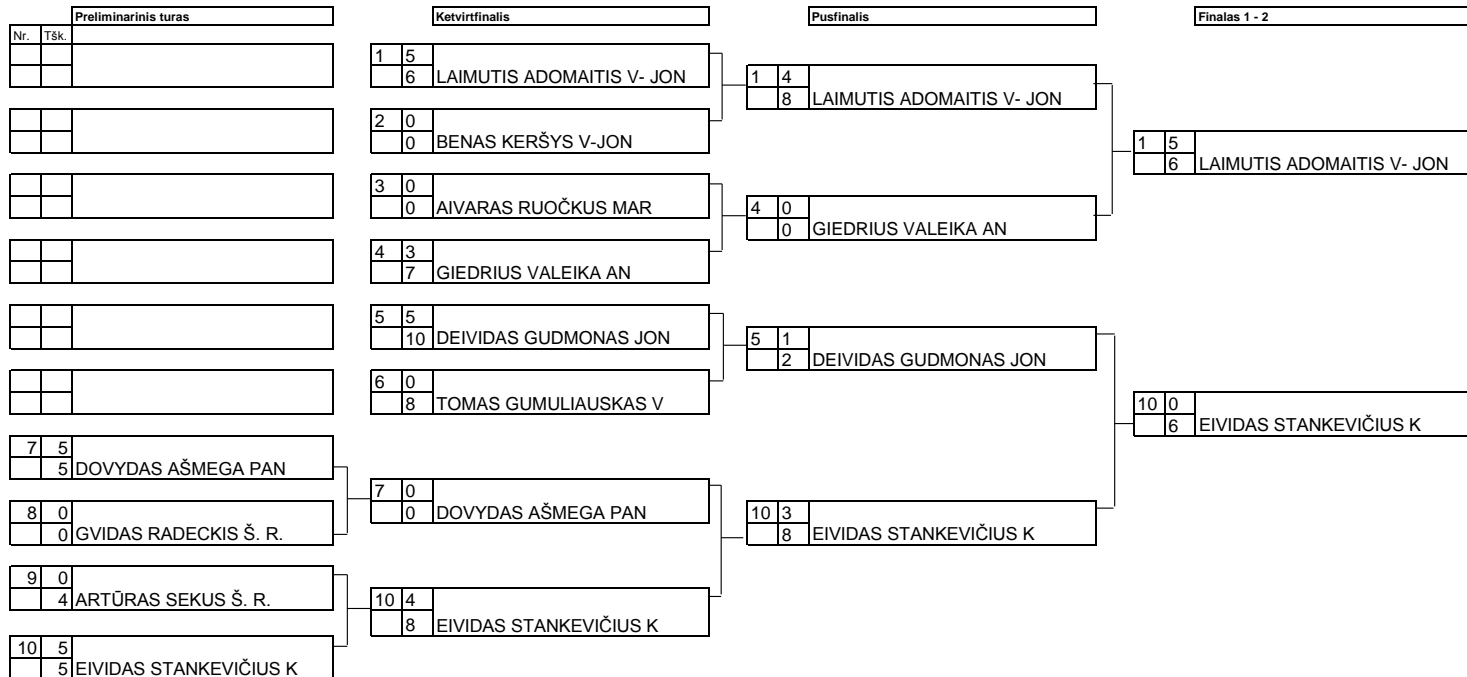 Preliminarinis turas
Nr. Tšk.
7 5
5 DOVYDAS AŠMEGA PAN
8 0
0 GVIDAS RADECKIS Š. R.
9 0
4 ARTŪRAS SEKUS Š. R.
10 5
5 EIVIDAS STANKEVIČIUS K
Ketvirtfinalis
1 5
6 LAIMUTIS ADOMAITIS V- JON
2 0
0 BENAS KERŠYS V-JON
3 0
0 AIVARAS RUOČKUS MAR
4 3
7 GIEDRIUS VALEIKA AN
5 5
10 DEIVIDAS GUDMONAS JON
6 0
8 TOMAS GUMULIAUSKAS V
7 0
0 DOVYDAS AŠMEGA PAN
10 4
8 EIVIDAS STANKEVIČIUS K
Pusfinalis
1 4
8 LAIMUTIS ADOMAITIS V- JON
4 0
0 GIEDRIUS VALEIKA AN
5 1
2 DEIVIDAS GUDMONAS JON
10 3
8 EIVIDAS STANKEVIČIUS K
Finalas 1 - 2
1 5
6 LAIMUTIS ADOMAITIS V- JON
10 0
6 EIVIDAS STANKEVIČIUS K